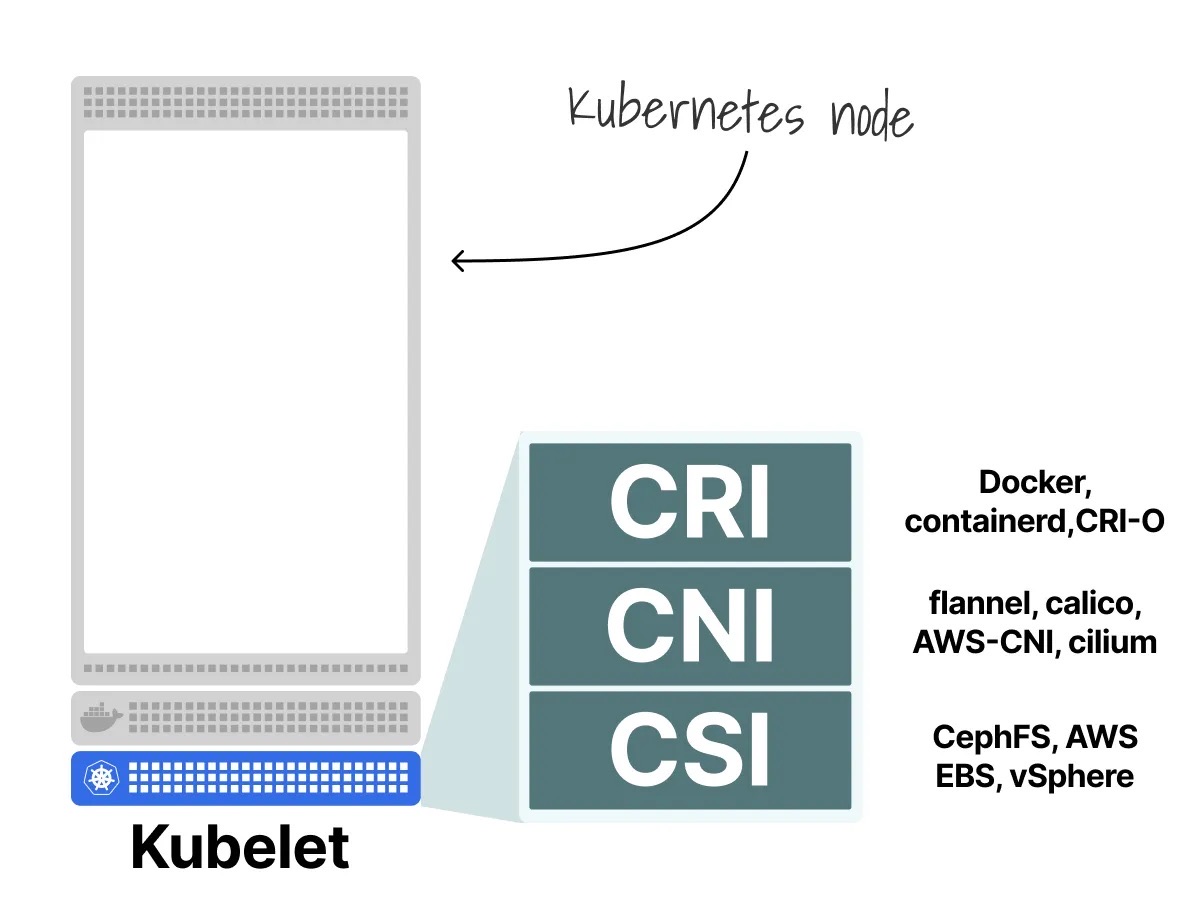 Kubernetes node
CRI
Docker,
containerd,CRI-O
CNI
flannel, calico,
AWS-CNI, cilium
CSI
CephFS, AWS
EBS, vSphere
Kubelet